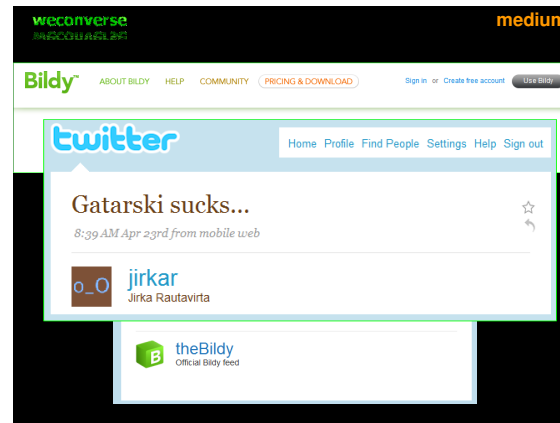 weconverse
medium
Bildy™ ABOUT BILDY HELP COMMUNITY PRICING & DOWNLOAD Sign in or Create free account Use Bildy
twitter
Home Profile Find People Settings Help Sign out
Gatarski sucks...
8:39 AM Apr 23rd from mobile web
o_O
jirkar
Jirka Rautavirta
B
theBildy
Official Bildy feed